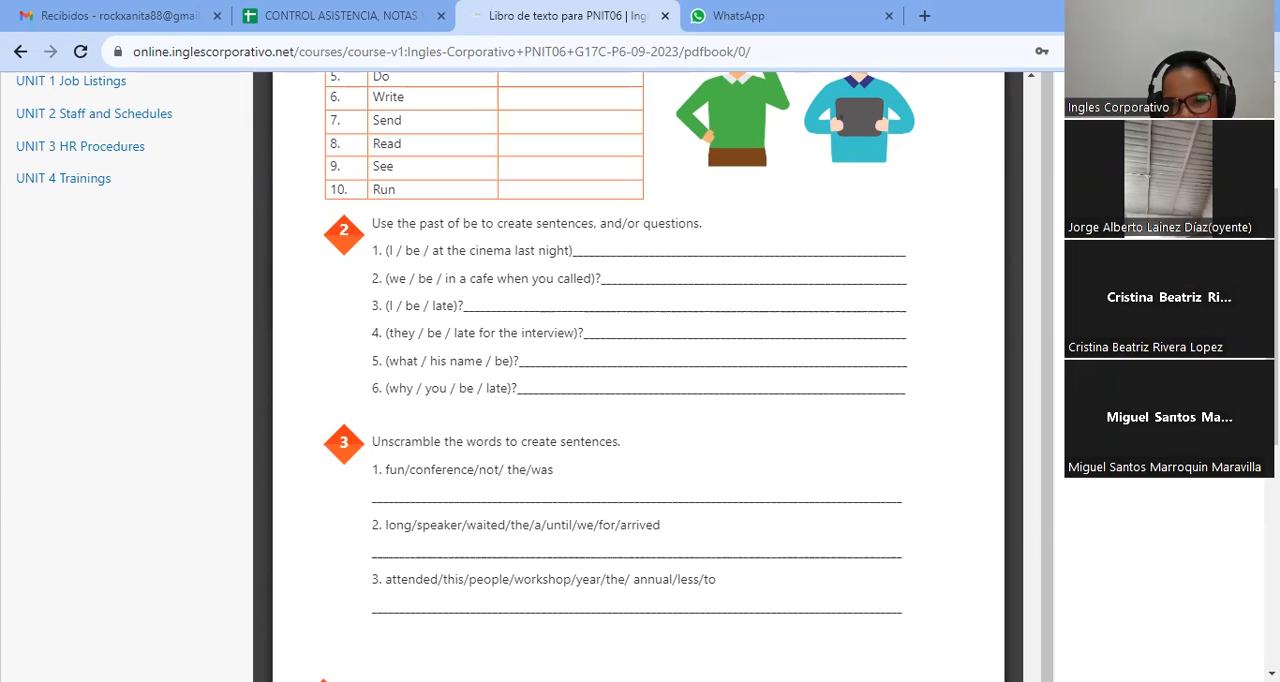 Recibidos - rockxanita88@gmai
CONTROL ASISTENCIA, NOTAS
Libro de texto para PNIT06 | Ing
WhatsApp
online.inglescorporativo.net/courses/course-v1:Ingles-Corporativo+PNIT06+G17C-P6-09-2023/pdfbook/0/
UNIT 1 Job Listings
UNIT 2 Staff and Schedules
UNIT 3 HR Procedures
UNIT 4 Trainings
5. Do
6. Write
7. Send
8. Read
9. See
10. Run
2 Use the past of be to create sentences, and/or questions.
1. (I / be / at the cinema last night)
2. (we / be / in a cafe when you called)?
3. (I / be / late)?
4. (they / be / late for the interview)?
5. (what / his name / be)?
6. (why / you / be / late)?
3 Unscramble the words to create sentences.
1. fun/conference/not/ the/was
2. long/speaker/waited/the/a/until/we/for/arrived
3. attended/this/people/workshop/year/the/ annual/less/to
Ingles Corporativo
Jorge Alberto Lainez Díaz(oyente)
Cristina Beatriz Ri...
Cristina Beatriz Rivera Lopez
Miguel Santos Ma...
Miguel Santos Marroquin Maravilla